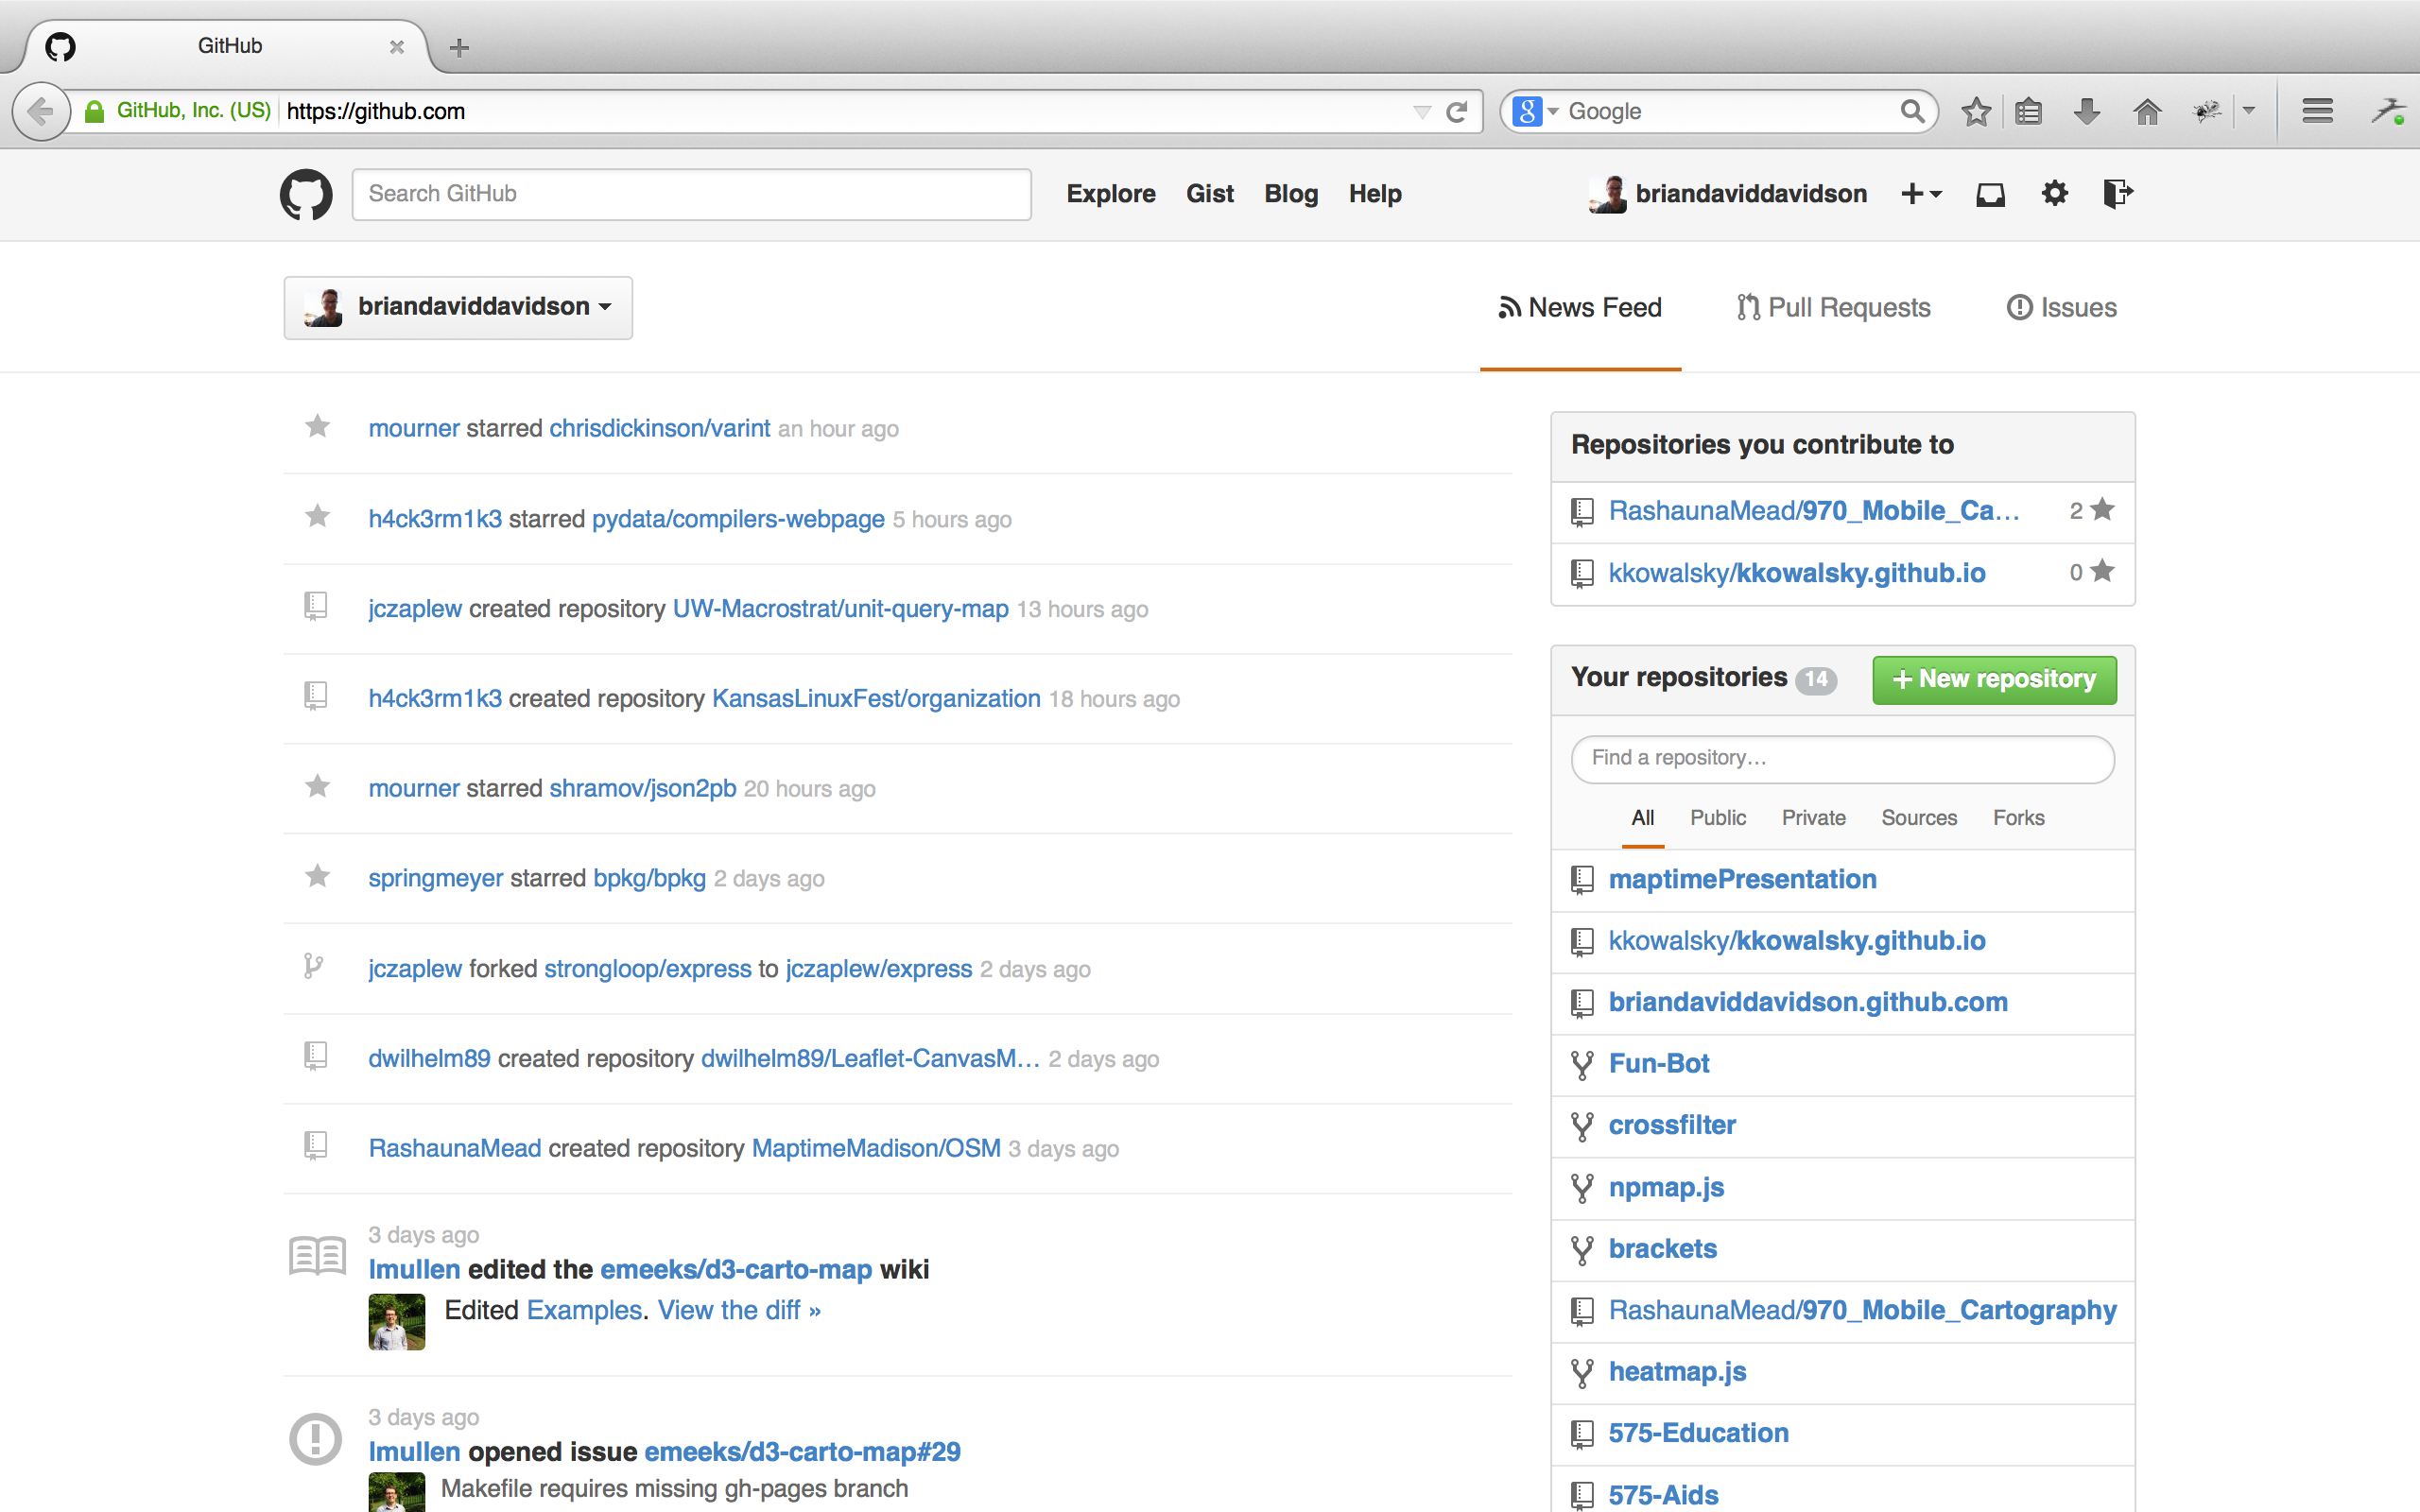 GitHub
GitHub, Inc. (US) https://github.com
Google
Search GitHub Explore Gist Blog Help briandaviddavidson
briandaviddavidson News Feed Pull Requests Issues
mourner starred chrisdickinson/varint an hour ago
h4ck3rm1k3 starred pydata/compilers-webpage 5 hours ago
jczaplew created repository UW-Macrostrat/unit-query-map 13 hours ago
h4ck3rm1k3 created repository KansasLinuxFest/organization 18 hours ago
mourner starred shramov/json2pb 20 hours ago
springmeyer starred bpkg/bpkg 2 days ago
jczaplew forked strongloop/express to jczaplew/express 2 days ago
dwilhelm89 created repository dwilhelm89/Leaflet-CanvasM… 2 days ago
RashaunaMead created repository MaptimeMadison/OSM 3 days ago
3 days ago
lmullen edited the emeeks/d3-carto-map wiki
Edited Examples. View the diff »
3 days ago
lmullen opened issue emeeks/d3-carto-map#29
Makefile requires missing gh-pages branch
Repositories you contribute to
RashaunaMead/970_Mobile_Ca… 2
kkowalsky/kkowalsky.github.io 0
Your repositories 14 + New repository
Find a repository…
All Public Private Sources Forks
maptimePresentation
kkowalsky/kkowalsky.github.io
briandaviddavidson.github.com
Fun-Bot
crossfilter
npmap.js
brackets
RashaunaMead/970_Mobile_Cartography
heatmap.js
575-Education
575-Aids